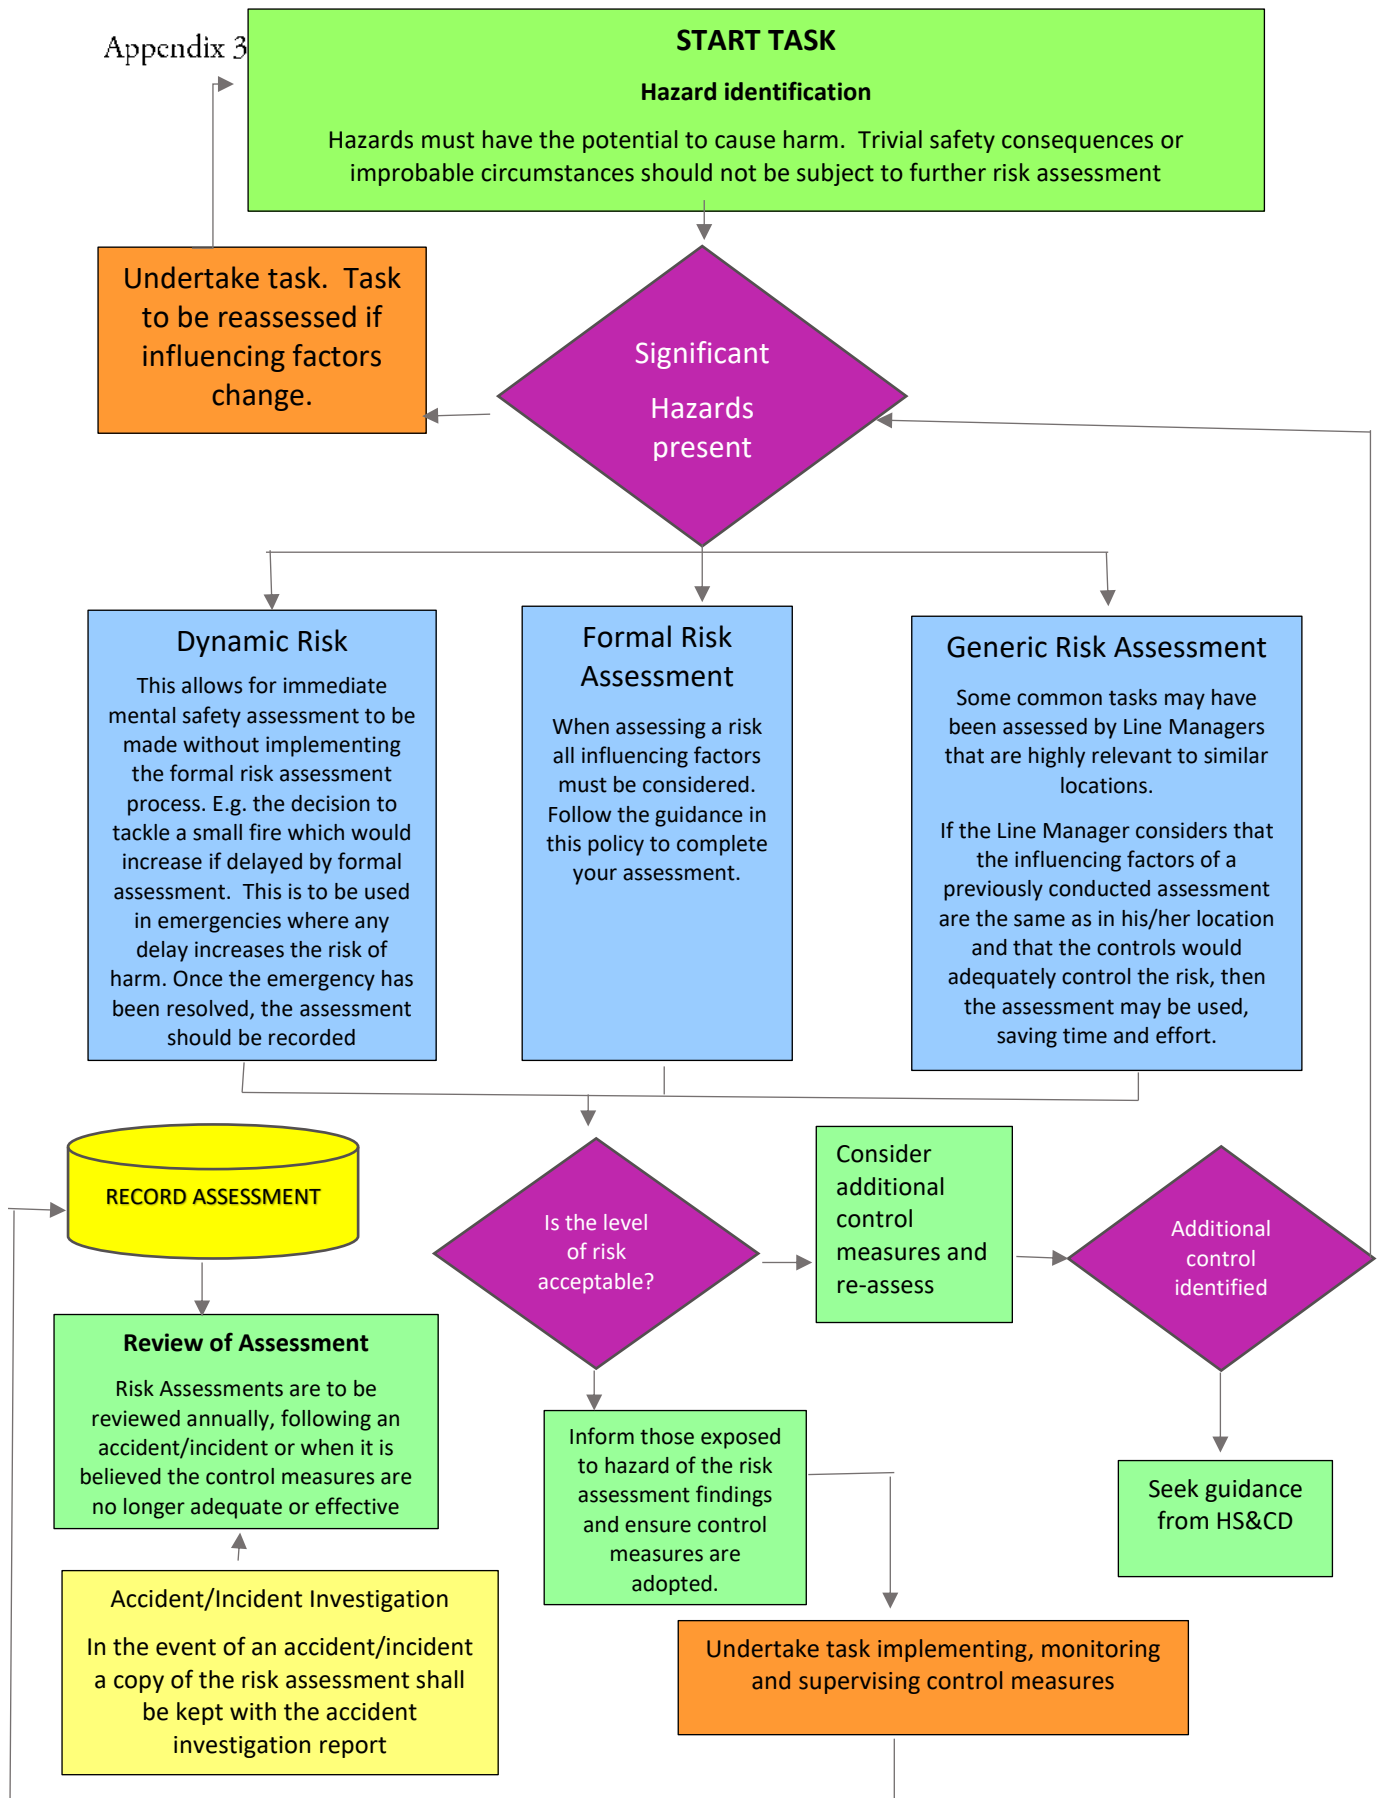 Appendix 3
START TASK
Hazard identification
Hazards must have the potential to cause harm.  Trivial safety consequences or
improbable circumstances should not be subject to further risk assessment
Undertake task.  Task
to be reassessed if
influencing factors
change.
Significant
Hazards
present
Dynamic Risk
This allows for immediate
mental safety assessment to be
made without implementing
the formal risk assessment
process. E.g. the decision to
tackle a small fire which would
increase if delayed by formal
assessment.  This is to be used
in emergencies where any
delay increases the risk of
harm. Once the emergency has
been resolved, the assessment
should be recorded
Formal Risk
Assessment
When assessing a risk
all influencing factors
must be considered.
Follow the guidance in
this policy to complete
your assessment.
Generic Risk Assessment
Some common tasks may have
been assessed by Line Managers
that are highly relevant to similar
locations.
If the Line Manager considers that
the influencing factors of a
previously conducted assessment
are the same as in his/her location
and that the controls would
adequately control the risk, then
the assessment may be used,
saving time and effort.
RECORD ASSESSMENT
Is the level
of risk
acceptable?
Consider
additional
control
measures and
re-assess
Additional
control
identified
Review of Assessment
Risk Assessments are to be
reviewed annually, following an
accident/incident or when it is
believed the control measures are
no longer adequate or effective
Inform those exposed
to hazard of the risk
assessment findings
and ensure control
measures are
adopted.
Seek guidance
from HS&CD
Accident/Incident Investigation
In the event of an accident/incident
a copy of the risk assessment shall
be kept with the accident
investigation report
Undertake task implementing, monitoring
and supervising control measures